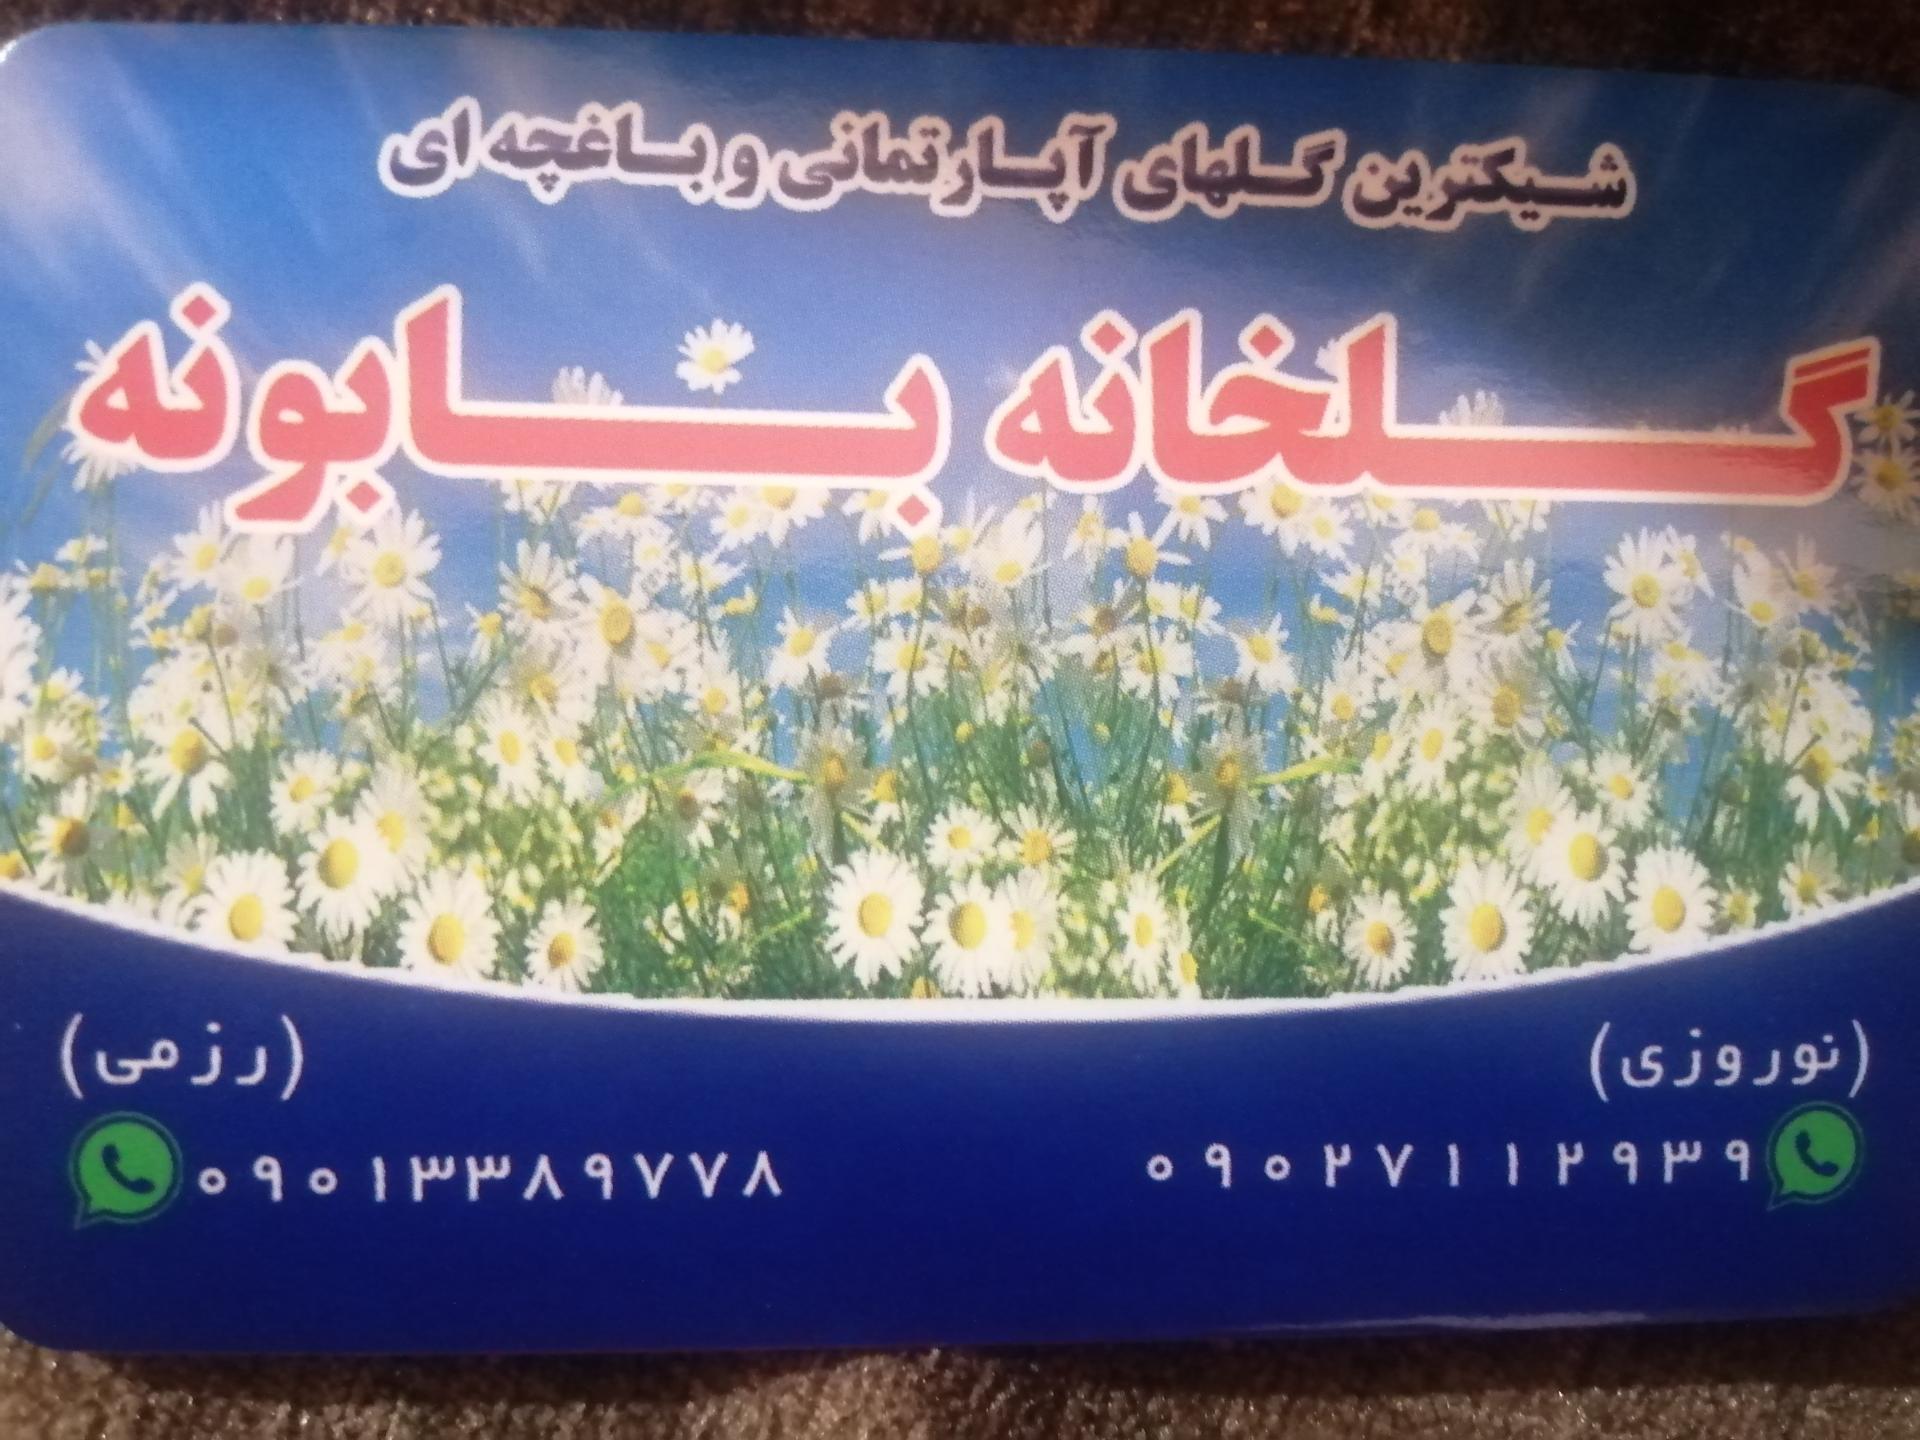 شیکترین گلهای آپارتمانی و باغچه ای
گلخانه بابونه
(نوروزی)
۰۹۰۲۷۱۱۲۹۳۹
(رزمی)
۰۹۰۱۳۳۸۹۷۷۸